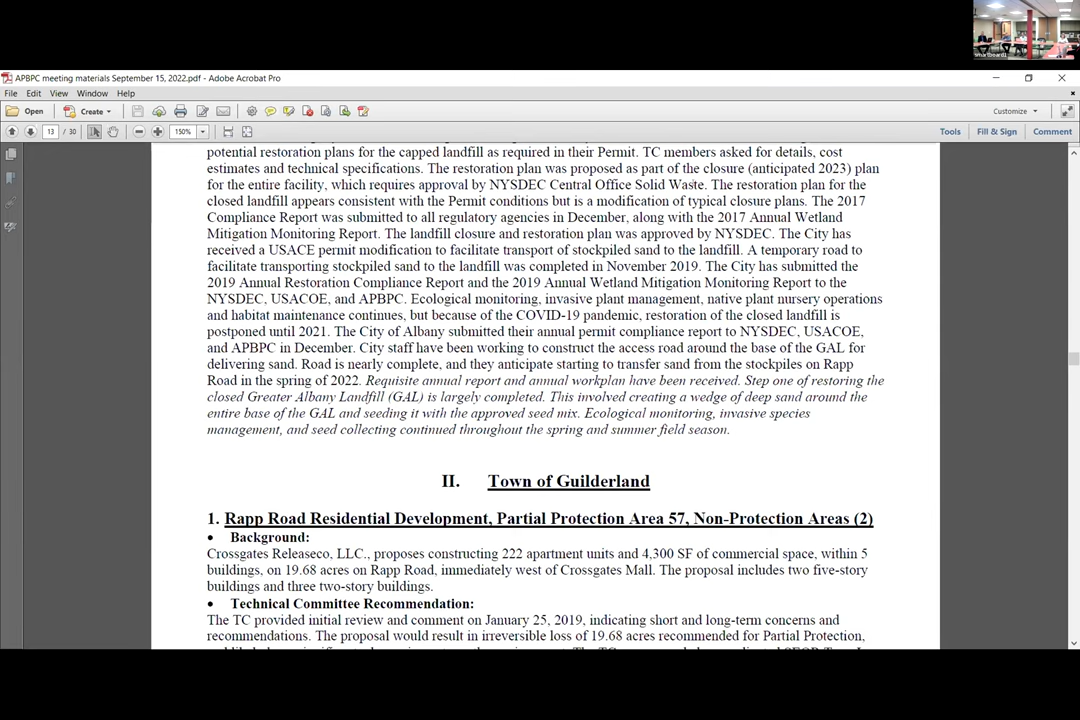 smartboard1
APBPC meeting materials September 15, 2022.pdf - Adobe Acrobat Pro
File Edit View Window Help
Open Create Customize
13 / 30 150% Tools Fill & Sign Comment
potential restoration plans for the capped landfill as required in their Permit. TC members asked for details, cost
estimates and technical specifications. The restoration plan was proposed as part of the closure (anticipated 2023) plan
for the entire facility, which requires approval by NYSDEC Central Office Solid Waste. The restoration plan for the
closed landfill appears consistent with the Permit conditions but is a modification of typical closure plans. The 2017
Compliance Report was submitted to all regulatory agencies in December, along with the 2017 Annual Wetland
Mitigation Monitoring Report. The landfill closure and restoration plan was approved by NYSDEC. The City has
received a USACE permit modification to facilitate transport of stockpiled sand to the landfill. A temporary road to
facilitate transporting stockpiled sand to the landfill was completed in November 2019. The City has submitted the
2019 Annual Restoration Compliance Report and the 2019 Annual Wetland Mitigation Monitoring Report to the
NYSDEC, USACOE, and APBPC. Ecological monitoring, invasive plant management, native plant nursery operations
and habitat maintenance continues, but because of the COVID-19 pandemic, restoration of the closed landfill is
postponed until 2021. The City of Albany submitted their annual permit compliance report to NYSDEC, USACOE,
and APBPC in December. City staff have been working to construct the access road around the base of the GAL for
delivering sand. Road is nearly complete, and they anticipate starting to transfer sand from the stockpiles on Rapp
Road in the spring of 2022. Requisite annual report and annual workplan have been received. Step one of restoring the
closed Greater Albany Landfill (GAL) is largely completed. This involved creating a wedge of deep sand around the
entire base of the GAL and seeding it with the approved seed mix. Ecological monitoring, invasive species
management, and seed collecting continued throughout the spring and summer field season.
II. Town of Guilderland
1. Rapp Road Residential Development, Partial Protection Area 57, Non-Protection Areas (2)
• Background:
Crossgates Releaseco, LLC., proposes constructing 222 apartment units and 4,300 SF of commercial space, within 5
buildings, on 19.68 acres on Rapp Road, immediately west of Crossgates Mall. The proposal includes two five-story
buildings and three two-story buildings.
• Technical Committee Recommendation:
The TC provided initial review and comment on January 25, 2019, indicating short and long-term concerns and
recommendations. The proposal would result in irreversible loss of 19.68 acres recommended for Partial Protection,